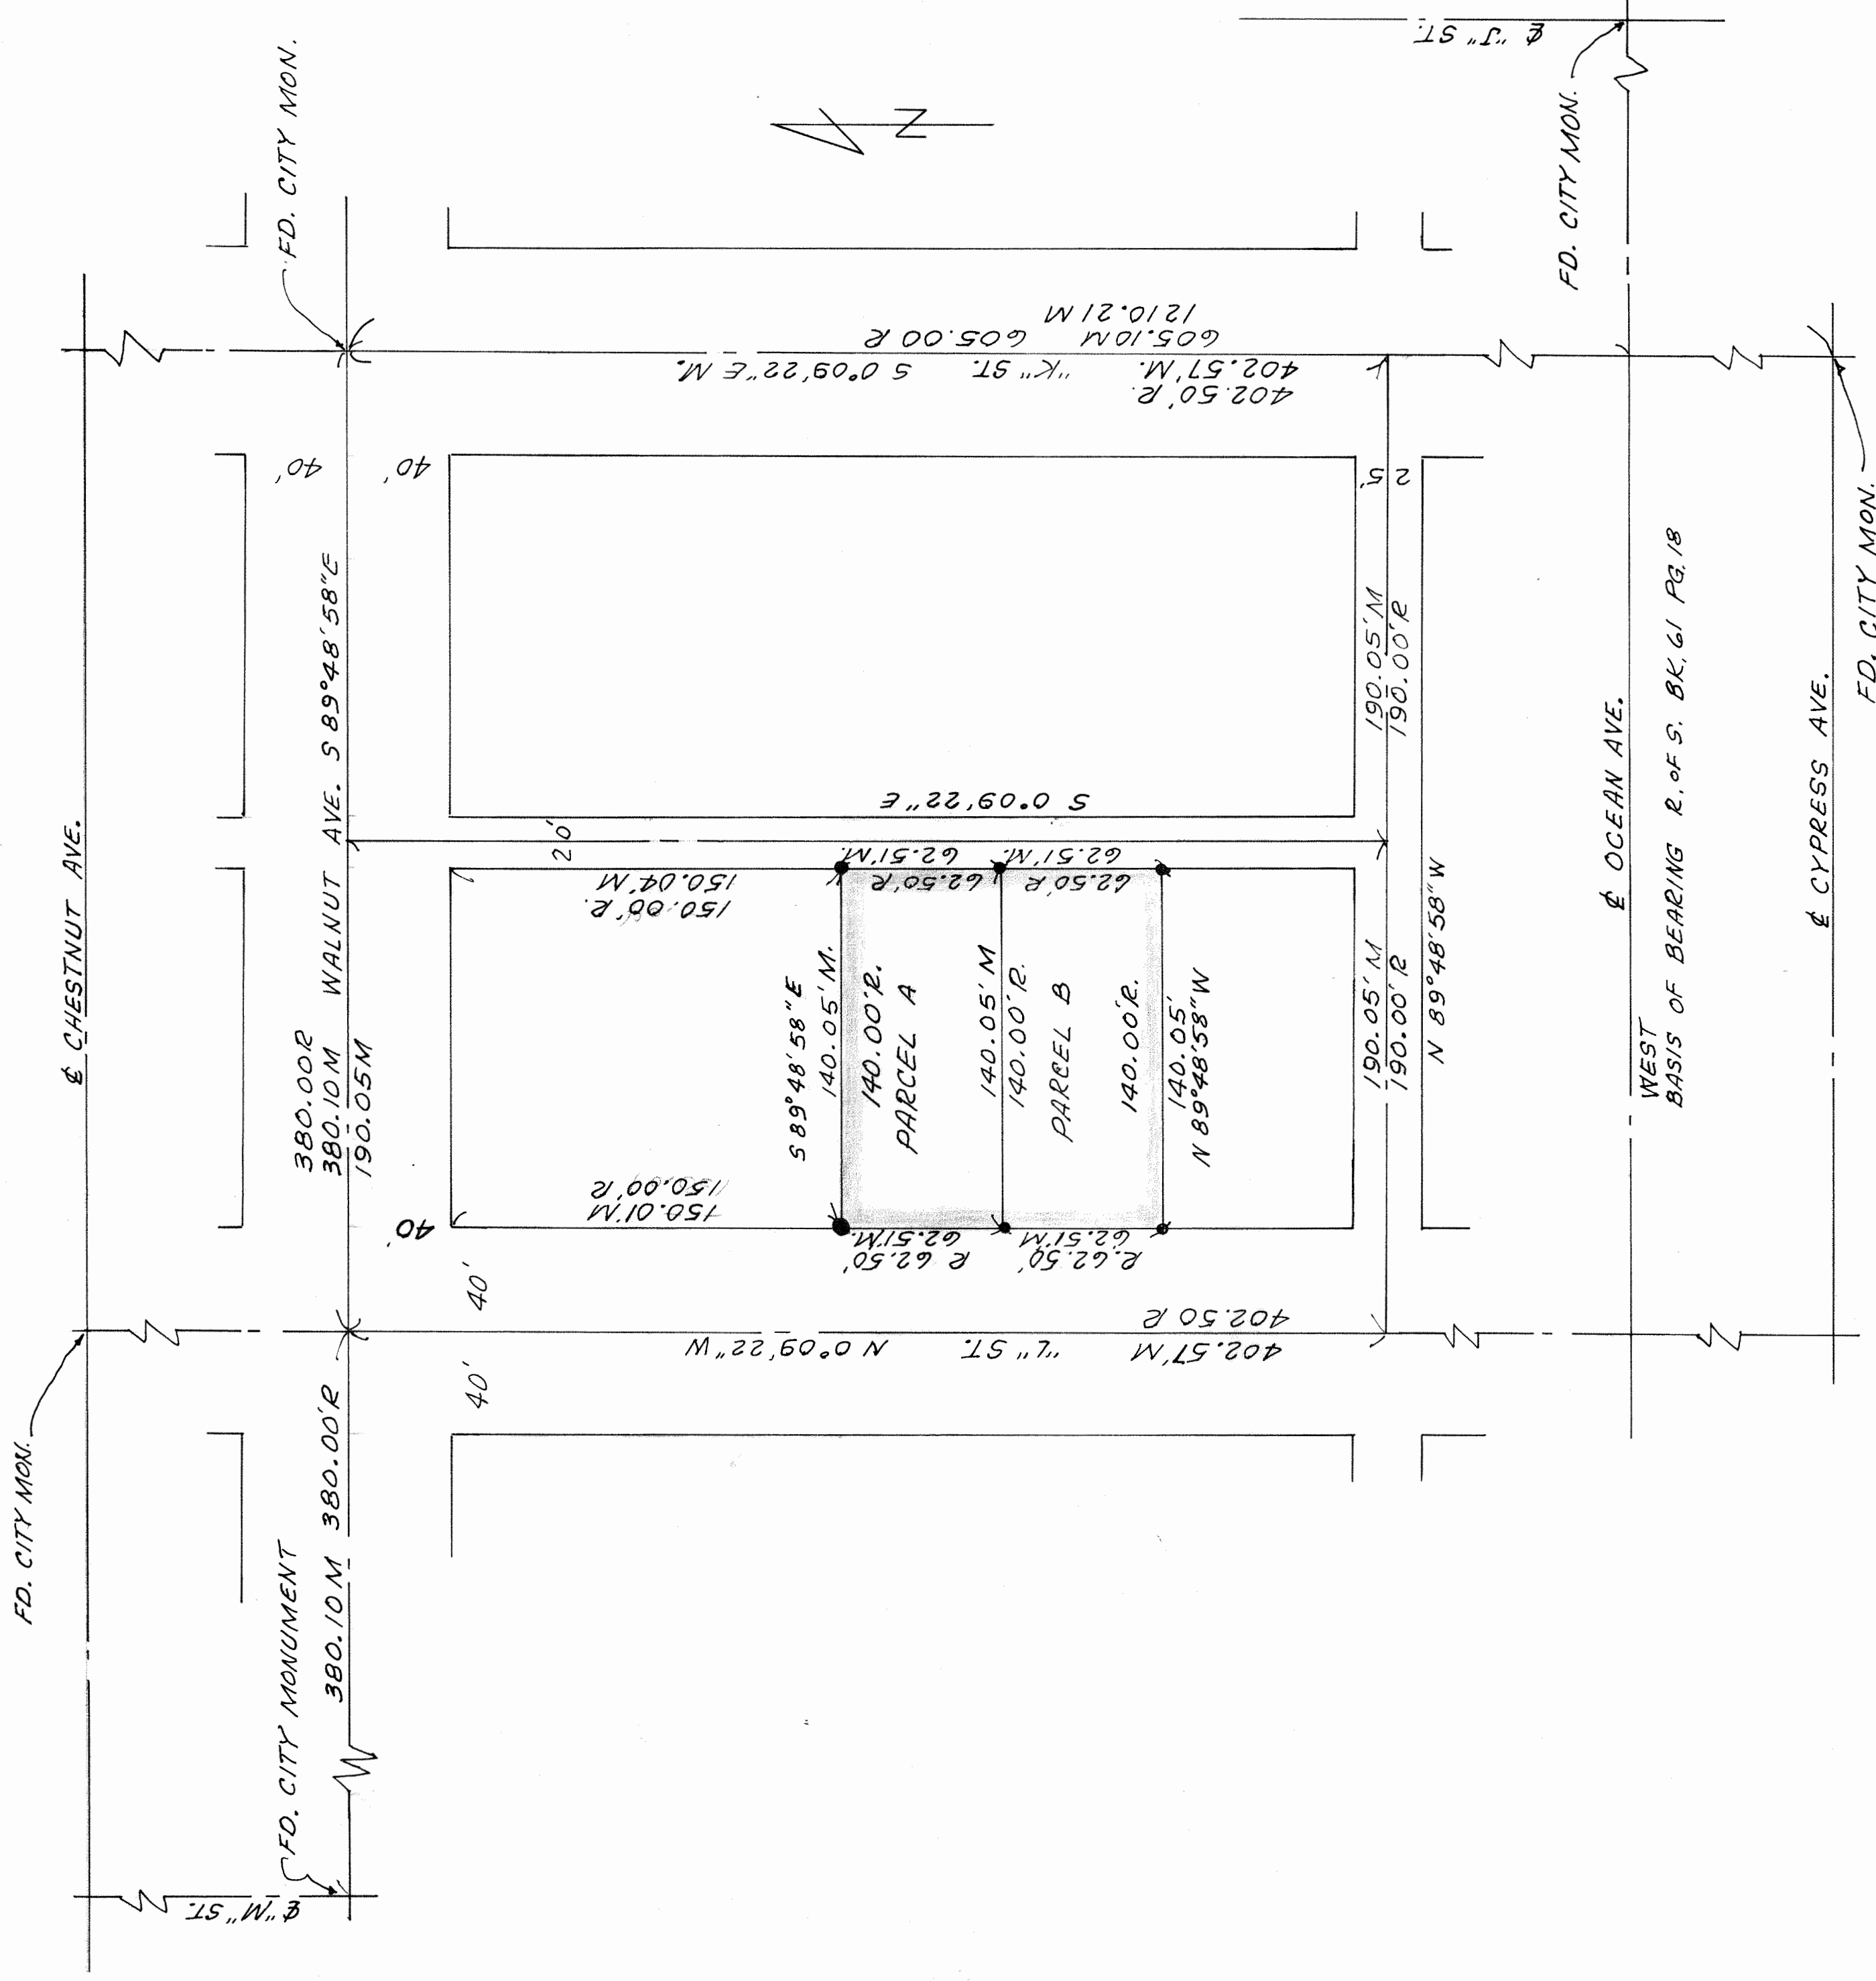 ℄ "J" ST.
FD. CITY MON.
FD. CITY MON.
N
1210.21 M
605.10M 605.00 R
402.57' M. "K" ST. S 0°09'22"E M.
402.50' R.
FD. CITY MON.
40'
40'
25'
℄ CHESTNUT AVE.
WALNUT AVE. S 89°48'58"E
380.00R
380.10M
190.05M
190.05'M
190.00'R
S 0°09'22"E
20'
150.04'M
150.00'R.
62.51'M.
62.50'R
62.51'M.
62.50'R
S 89°48'58"E
140.05'M.
140.00'R.
PARCEL A
140.05'M
140.00'R.
PARCEL B
140.00'R.
140.05'
N 89°48'58"W
190.05'M
190.00'R
N 89°48'58"W
℄ OCEAN AVE.
WEST
BASIS OF BEARING R. OF S. BK. 61 PG. 18
℄ CYPRESS AVE.
150.00'R
150.01'M
62.51'M.
R 62.50'
62.51'M
R. 62.50'
40'
40'
40'
402.50 R
402.57'M "L" ST. N 0°09'22"W
FD. CITY MON.
380.10M 380.00'R
FD. CITY MONUMENT
℄ "M" ST.